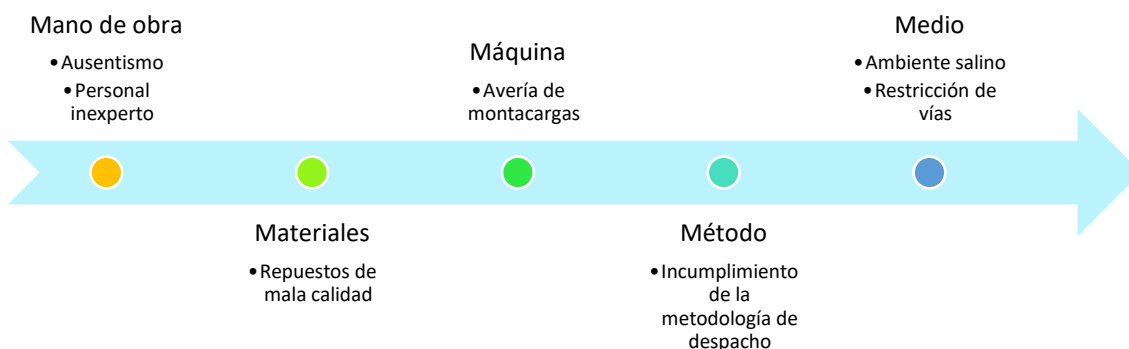 Mano de obra
•Ausentismo
•Personal
inexperto
Materiales
•Repuestos de
mala calidad
Máquina
•Avería de
montacargas
Método
•Incumplimiento
de la
metodología de
despacho
Medio
•Ambiente salino
•Restricción de
vías